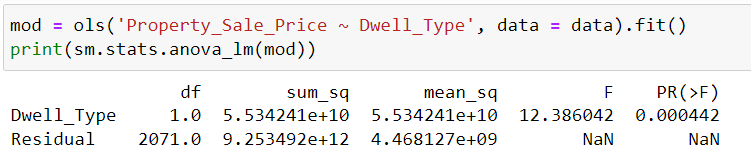 mod = ols('Property_Sale_Price ~ Dwell_Type', data = data).fit()
print(sm.stats.anova_lm(mod))
df sum_sq mean_sq F PR(>F)
Dwell_Type 1.0 5.534241e+10 5.534241e+10 12.386042 0.000442
Residual 2071.0 9.253492e+12 4.468127e+09 NaN NaN